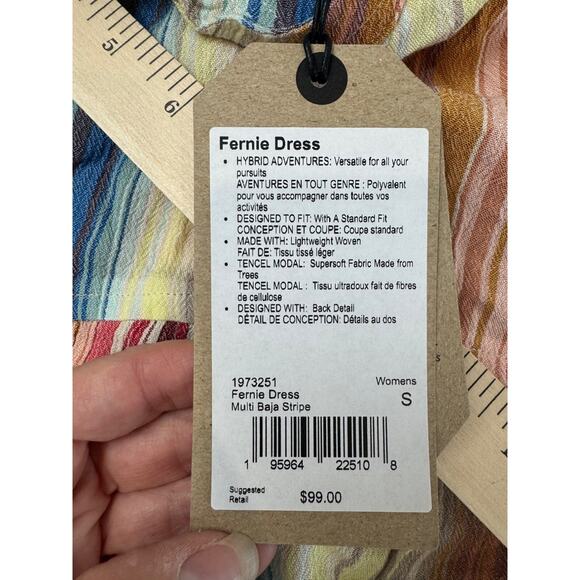 5
6
Fernie Dress
• HYBRID ADVENTURES: Versatile for all your
pursuits
AVENTURES EN TOUT GENRE : Polyvalent
pour vous accompagner dans toutes vos
activités
• DESIGNED TO FIT: With A Standard Fit
CONCEPTION ET COUPE: Coupe standard
• MADE WITH: Lightweight Woven
FAIT DE: Tissu tissé léger
• TENCEL MODAL: Supersoft Fabric Made from
Trees
TENCEL MODAL : Tissu ultradoux fait de fibres
de cellulose
• DESIGNED WITH: Back Detail
DÉTAIL DE CONCEPTION: Détails au dos
1973251 Womens
Fernie Dress S
Multi Baja Stripe
1 95964 22510 8
Suggested
Retail $99.00